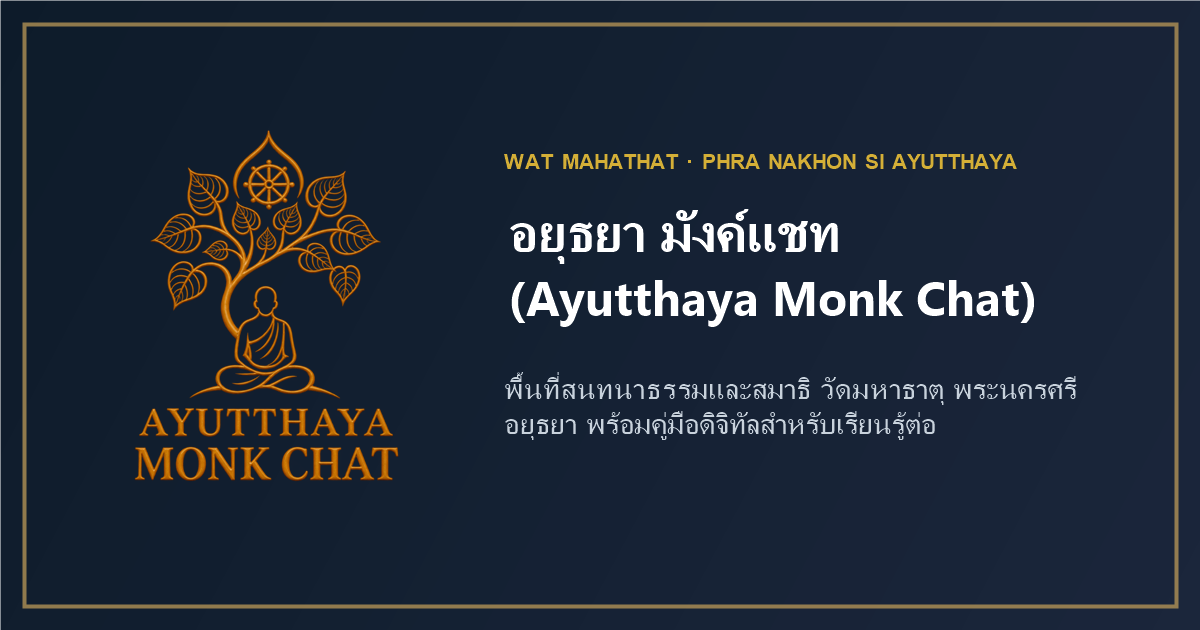 AYUTTHAYA
MONK CHAT
WAT MAHATHAT · PHRA NAKHON SI AYUTTHAYA
อยุธยา มังค์แชท
(Ayutthaya Monk Chat)
พื้นที่สนทนาธรรมและสมาธิ วัดมหาธาตุ พระนครศรี
อยุธยา พร้อมคู่มือดิจิทัลสำหรับเรียนรู้ต่อ